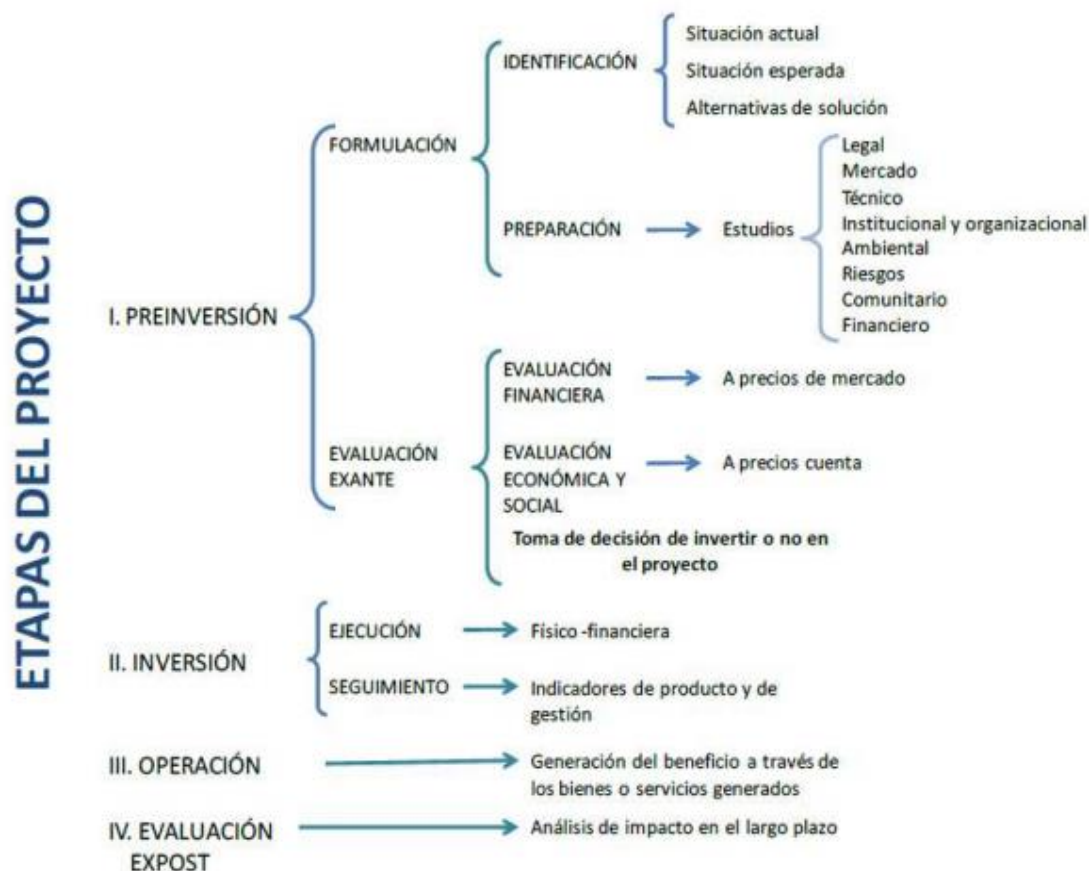 ETAPAS DEL PROYECTO
I. PREINVERSIÓN
FORMULACIÓN
IDENTIFICACIÓN
Situación actual
Situación esperada
Alternativas de solución
PREPARACIÓN
Estudios
Legal
Mercado
Técnico
Institucional y organizacional
Ambiental
Riesgos
Comunitario
Financiero
EVALUACIÓN
EXANTE
EVALUACIÓN
FINANCIERA
A precios de mercado
EVALUACIÓN
ECONÓMICA Y
SOCIAL
A precios cuenta
Toma de decisión de invertir o no en
el proyecto
II. INVERSIÓN
EJECUCIÓN
Físico -financiera
SEGUIMIENTO
Indicadores de producto y de
gestión
III. OPERACIÓN
Generación del beneficio a través de
los bienes o servicios generados
IV. EVALUACIÓN
EXPOST
Análisis de impacto en el largo plazo